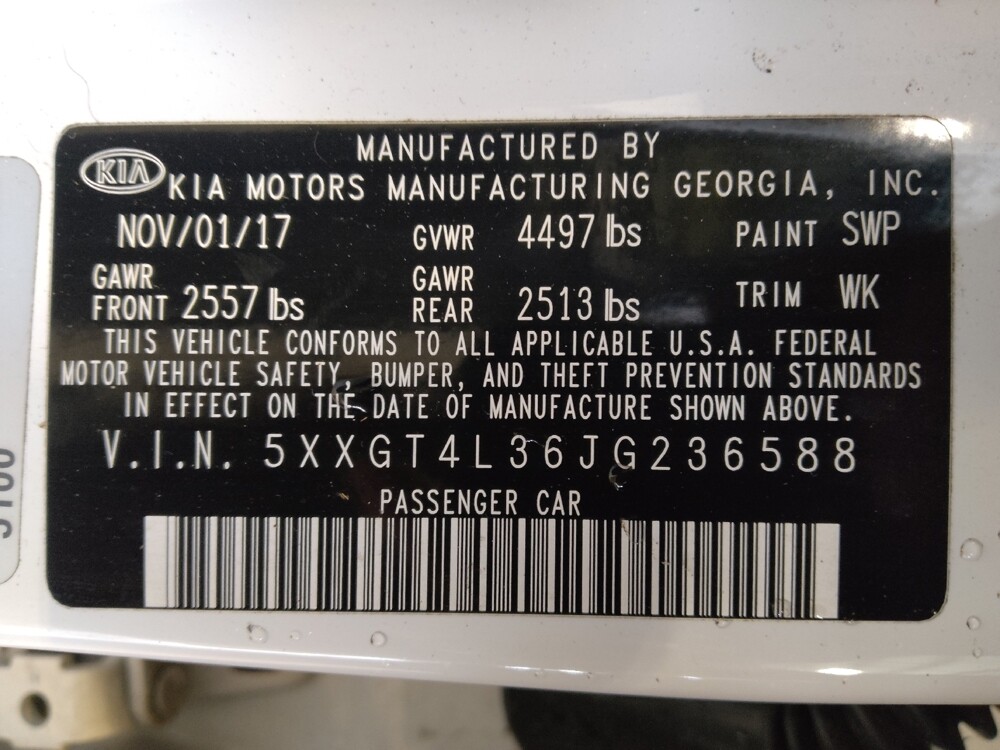 MANUFACTURED BY
KIA KIA MOTORS MANUFACTURING GEORGIA, INC.
NOV/01/17 GVWR 4497 lbs PAINT SWP
GAWR FRONT 2557 lbs GAWR REAR 2513 lbs TRIM WK
THIS VEHICLE CONFORMS TO ALL APPLICABLE U.S.A. FEDERAL
MOTOR VEHICLE SAFETY, BUMPER, AND THEFT PREVENTION STANDARDS
IN EFFECT ON THE DATE OF MANUFACTURE SHOWN ABOVE.
V.I.N. 5XXGT4L36JG236588
PASSENGER CAR